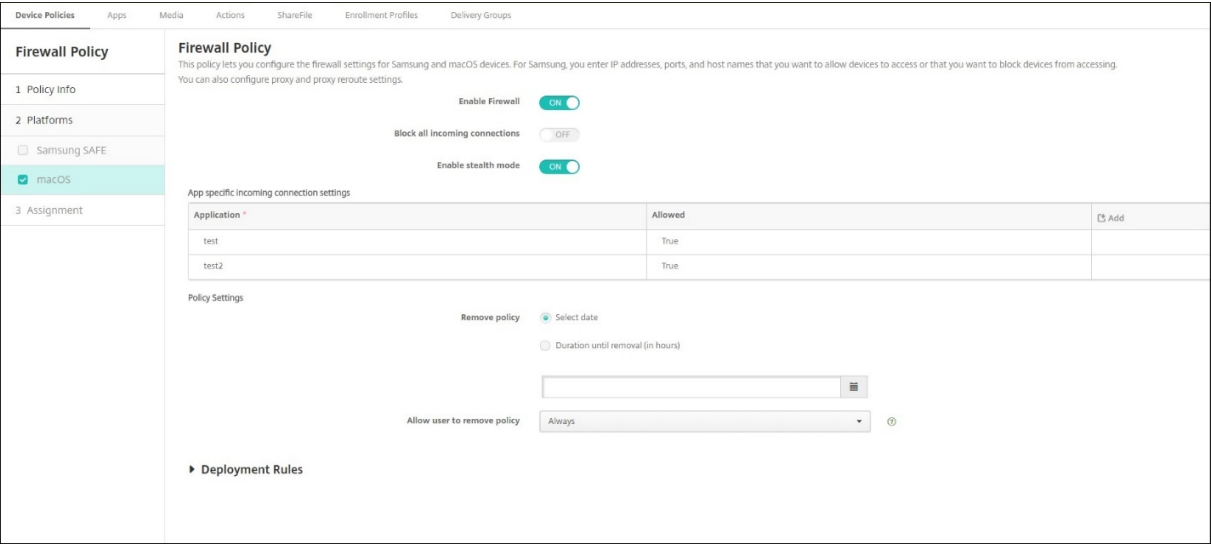 Device Policies Apps Media Actions ShareFile Enrollment Profiles Delivery Groups
Firewall Policy
1 Policy Info
2 Platforms
Samsung SAFE
macOS
3 Assignment
Firewall Policy
This policy lets you configure the firewall settings for Samsung and macOS devices. For Samsung, you enter IP addresses, ports, and host names that you want to allow devices to access or that you want to block devices from accessing.
You can also configure proxy and proxy reroute settings.
Enable Firewall ON
Block all incoming connections OFF
Enable stealth mode ON
App specific incoming connection settings
Application * Allowed Add
test True
test2 True
Policy Settings
Remove policy Select date
Duration until removal (in hours)
Allow user to remove policy Always ?
Deployment Rules